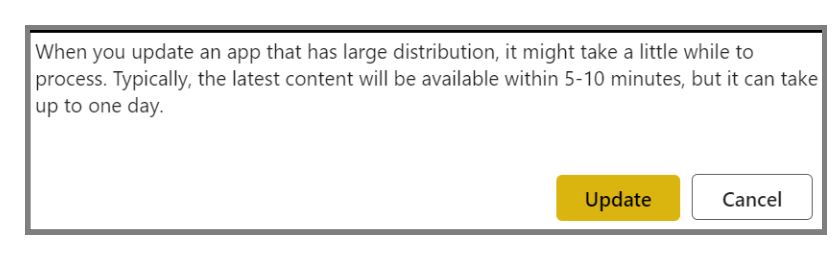 When you update an app that has large distribution, it might take a little while to
process. Typically, the latest content will be available within 5-10 minutes, but it can take
up to one day.
Update Cancel